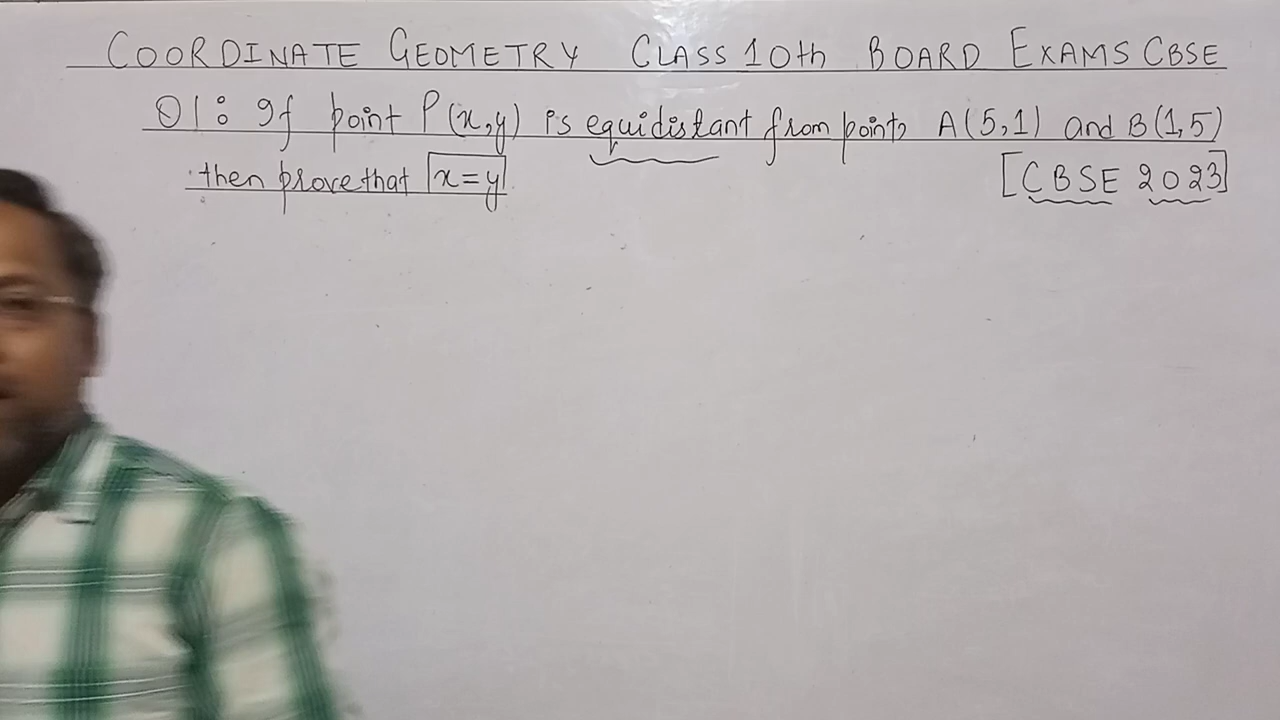 COORDINATE GEOMETRY CLASS 10th BOARD EXAMS CBSE
Q1: If point P(x,y) is equidistant from points A(5,1) and B(1,5)
then prove that x=y. [CBSE 2023]